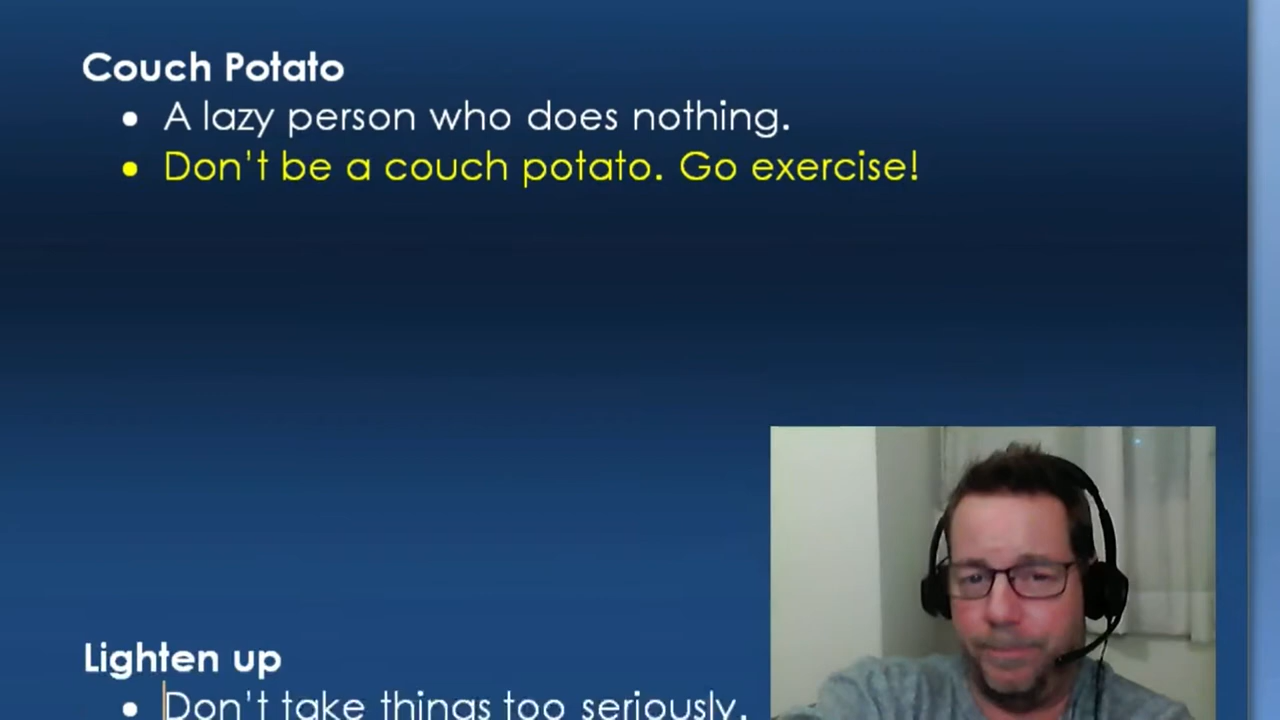 Couch Potato
• A lazy person who does nothing.
• Don't be a couch potato. Go exercise!
Lighten up
• Don't take things too seriously.